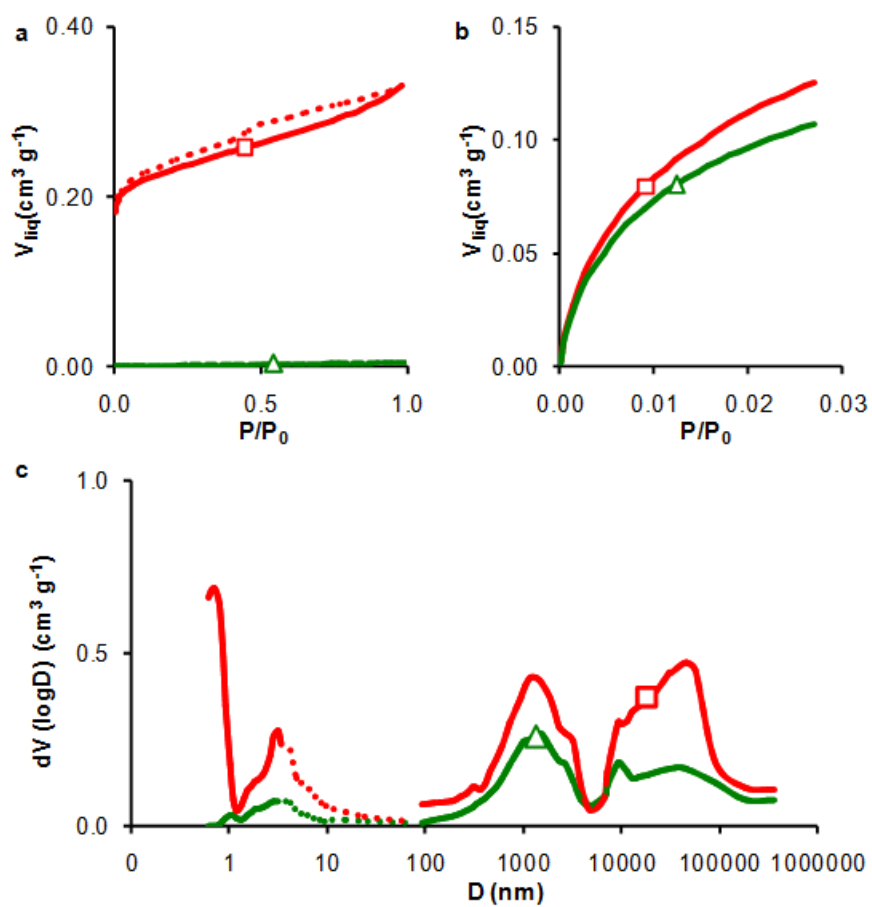 a
0.40
0.20
0.00
V_liq(cm³ g⁻¹)
0.0 0.5 1.0
P/P₀
b
0.15
0.10
0.05
0.00
V_liq(cm³ g⁻¹)
0.00 0.01 0.02 0.03
P/P₀
c
1.0
0.5
0.0
dV (logD) (cm³ g⁻¹)
0 1 10 100 1000 10000 100000 1000000
D (nm)